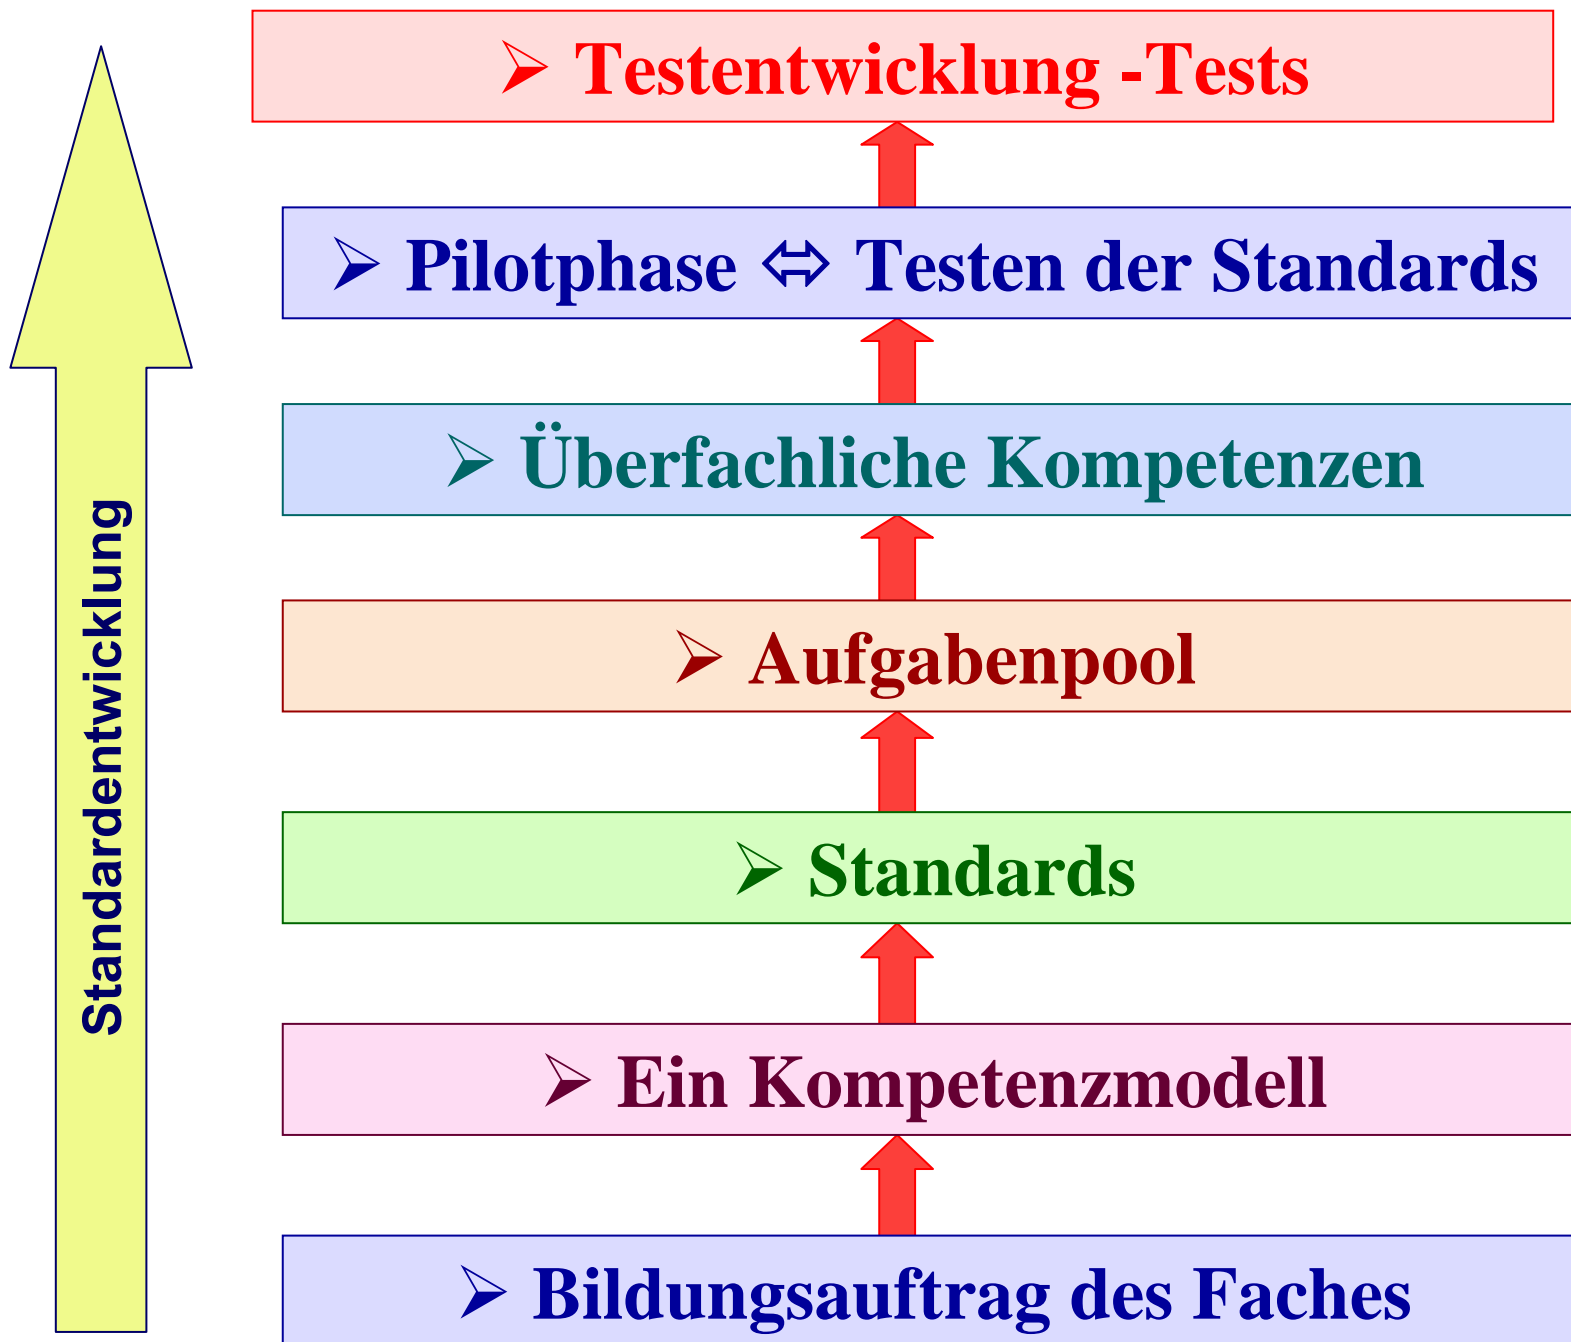 ➢ Testentwicklung -Tests
➢ Pilotphase ⬄ Testen der Standards
➢ Überfachliche Kompetenzen
➢ Aufgabenpool
➢ Standards
➢ Ein Kompetenzmodell
➢ Bildungsauftrag des Faches
Standardentwicklung